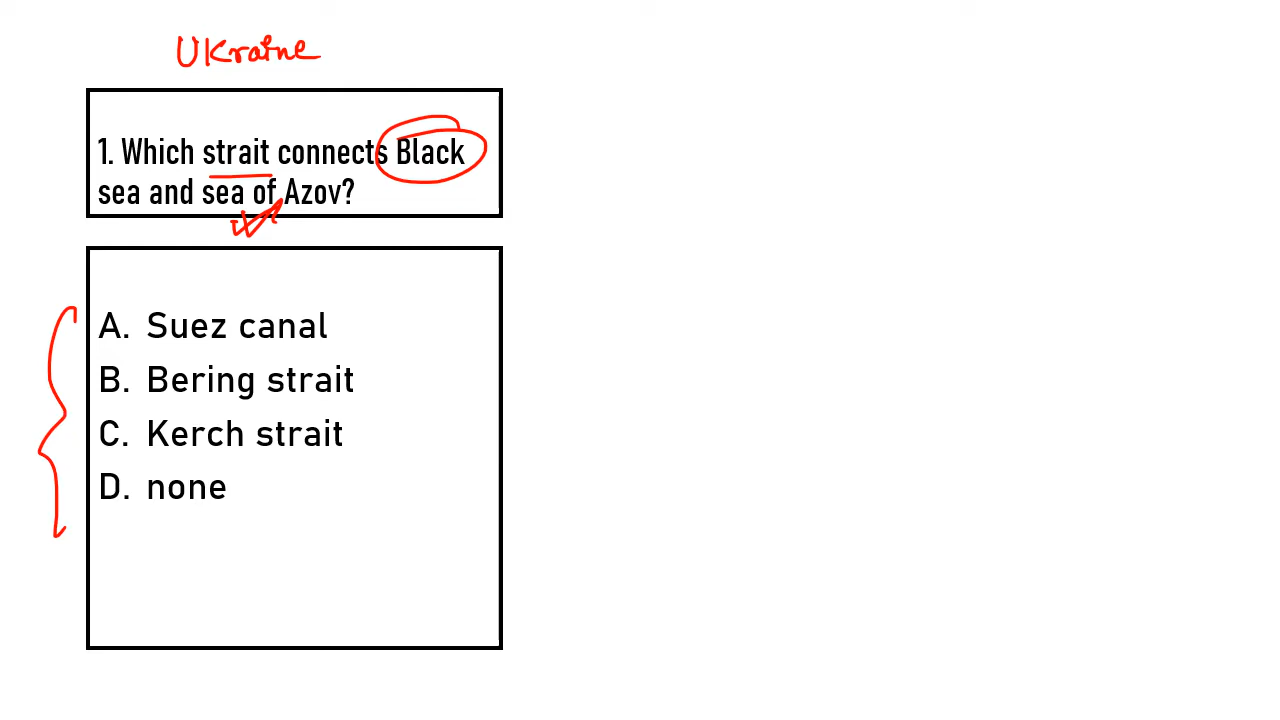 Ukraine
1. Which strait connects Black
sea and sea of Azov?
A. Suez canal
B. Bering strait
C. Kerch strait
D. none